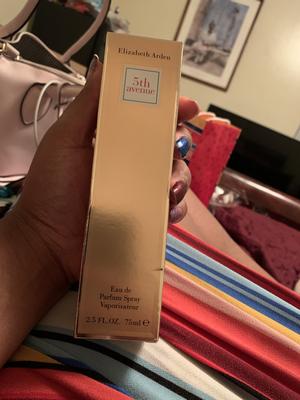 Elizabeth Arden
5th
avenue
Eau de
Parfum Spray
Vaporisateur
2.5 FL.OZ. 75ml ℮